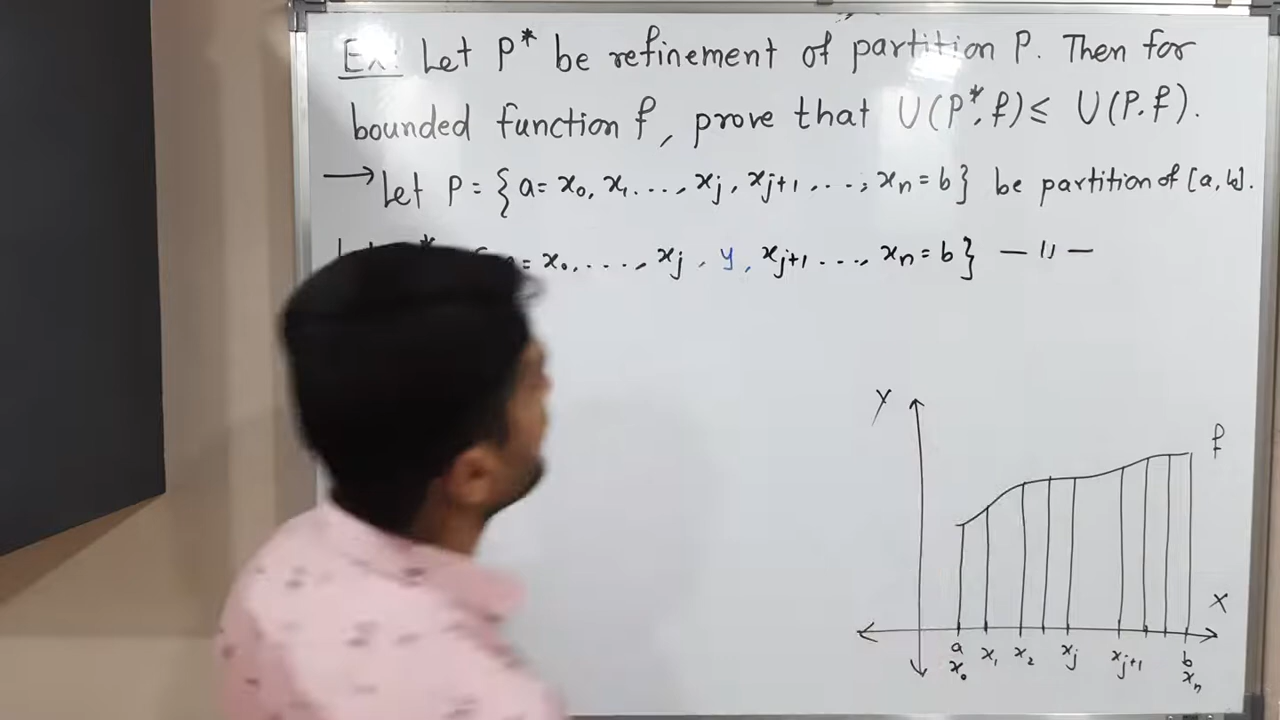 Ex: Let P* be refinement of partition P. Then for
bounded function f, prove that U(P*, f) ≤ U(P, f).
→ Let P = {a = x₀, x₁ ..., xⱼ, xⱼ₊₁, ..., xₙ = b} be partition of [a, b].
= x₀, ..., xⱼ, y, xⱼ₊₁ ..., xₙ = b} — 11 —
Y
f
X
a x₁ x₂ xⱼ xⱼ₊₁ b
x₀ xₙ